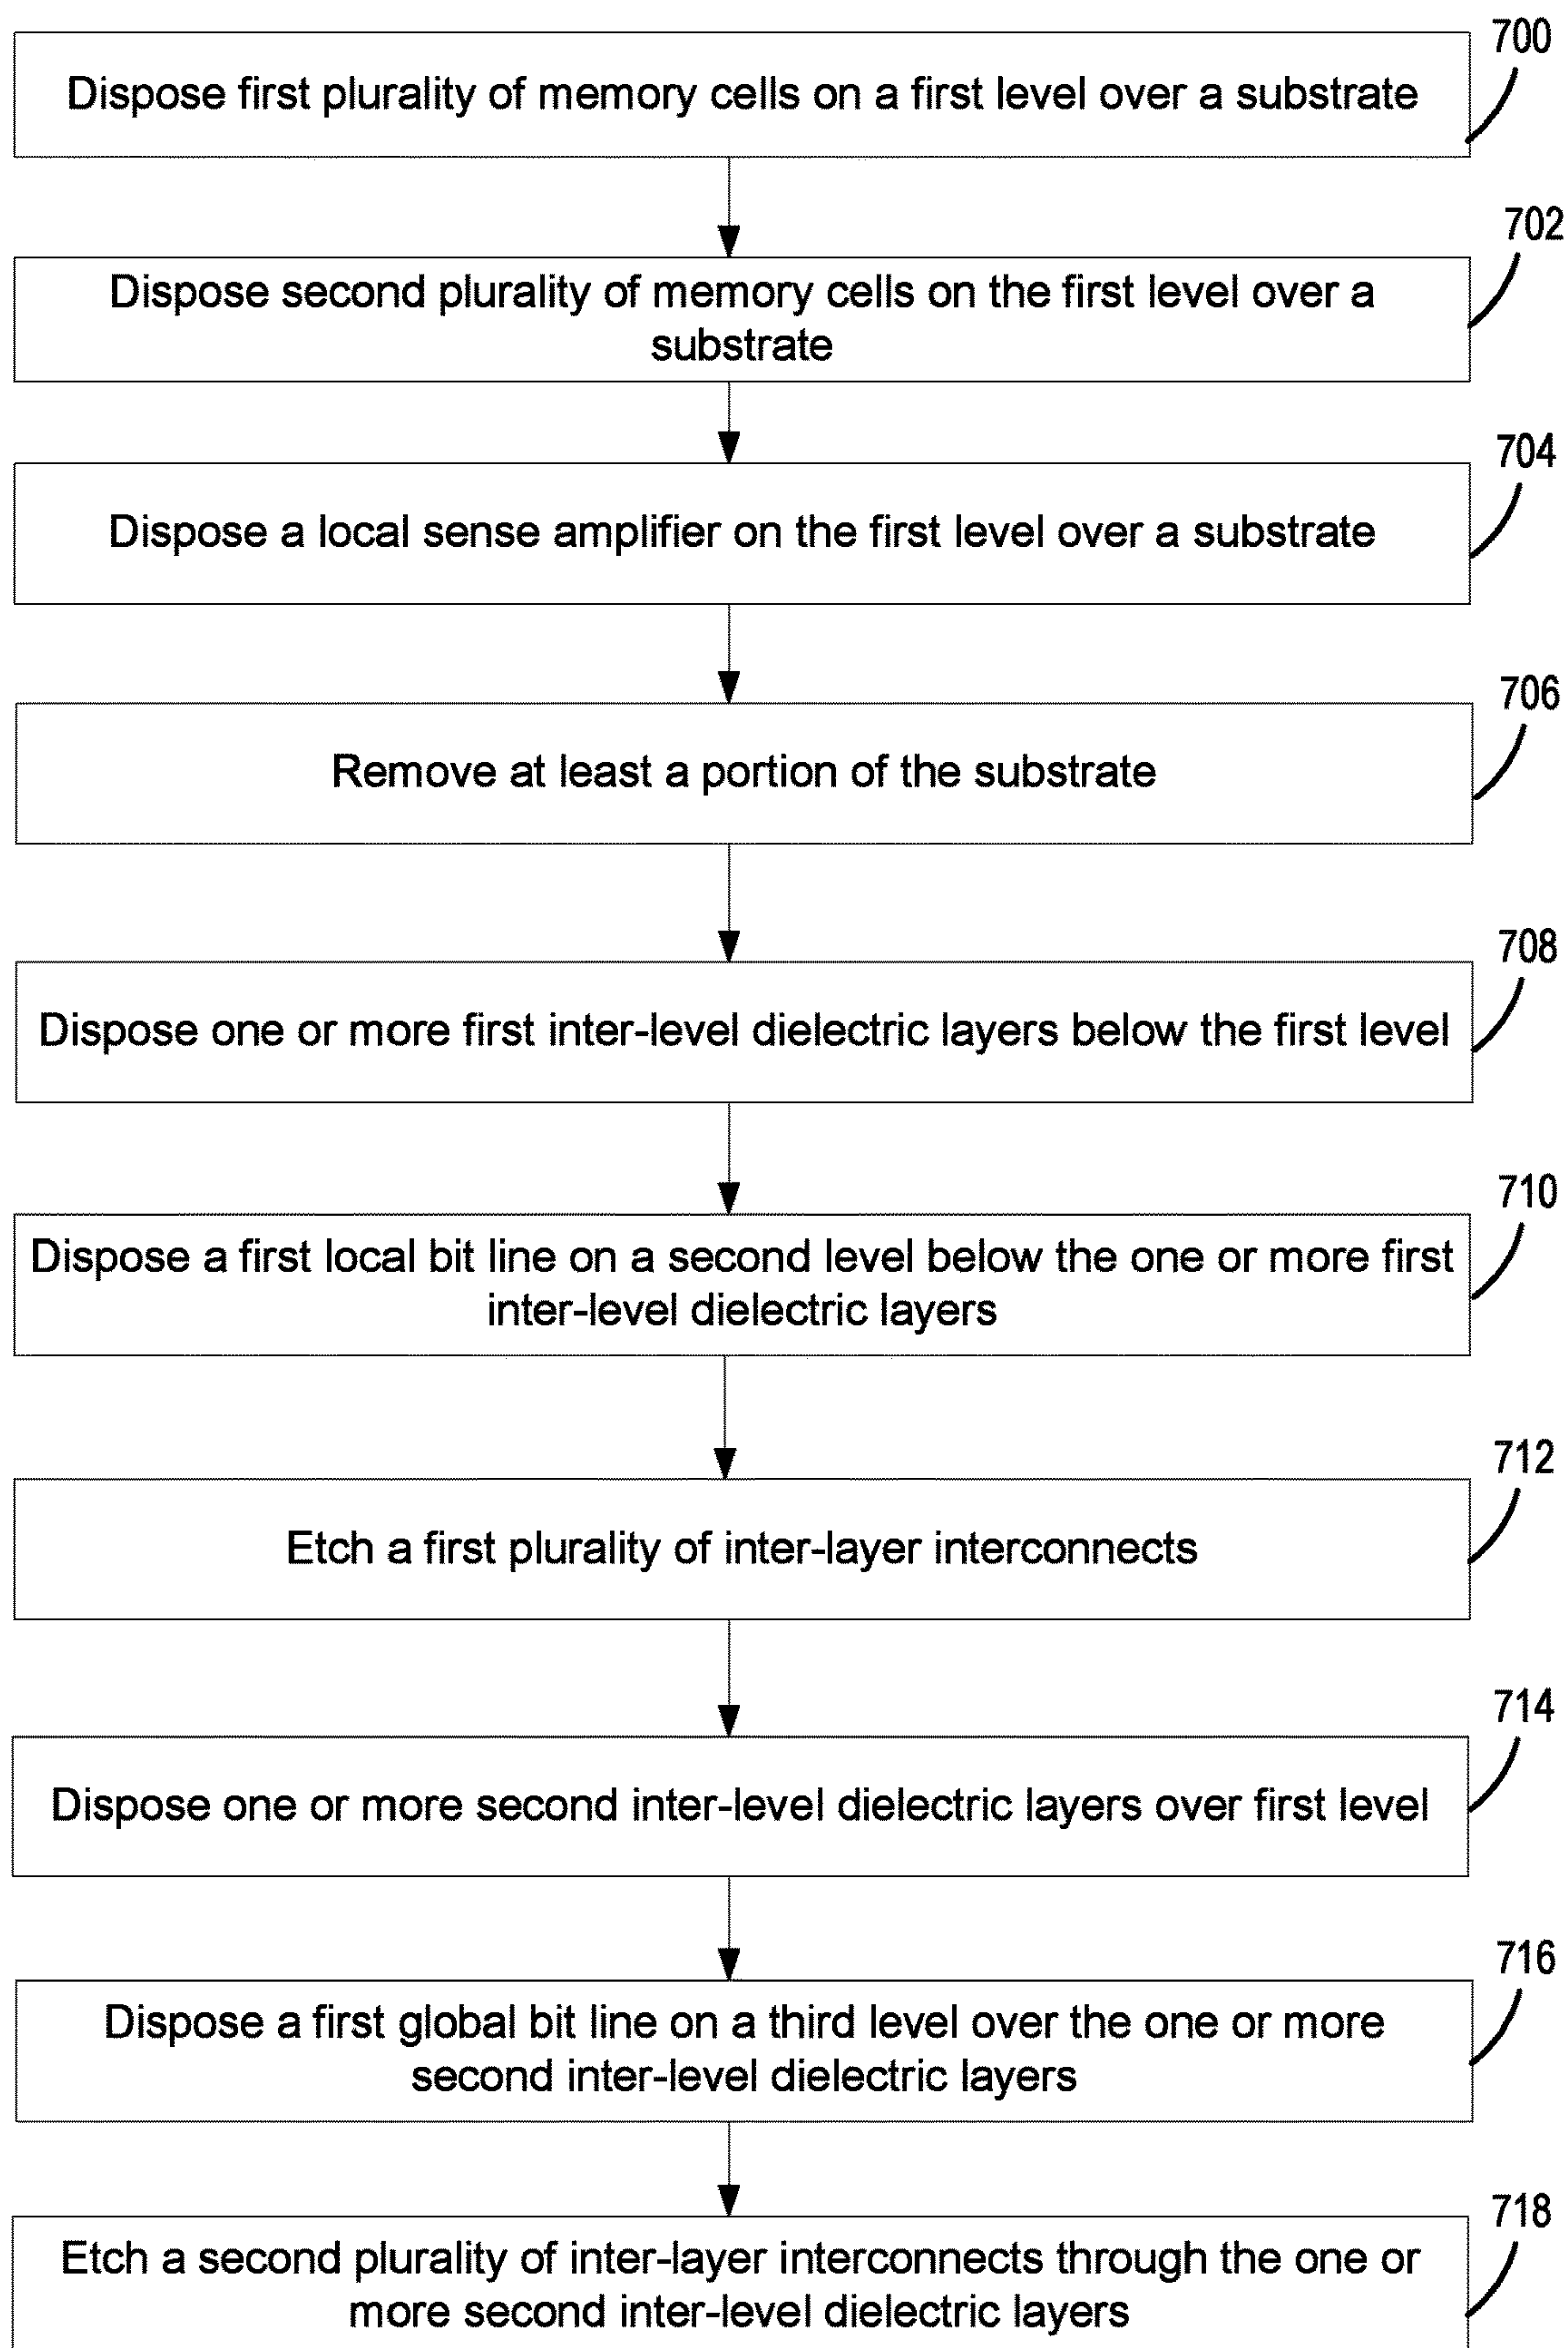 700
Dispose first plurality of memory cells on a first level over a substrate
702
Dispose second plurality of memory cells on the first level over a
substrate
704
Dispose a local sense amplifier on the first level over a substrate
706
Remove at least a portion of the substrate
708
Dispose one or more first inter-level dielectric layers below the first level
710
Dispose a first local bit line on a second level below the one or more first
inter-level dielectric layers
712
Etch a first plurality of inter-layer interconnects
714
Dispose one or more second inter-level dielectric layers over first level
716
Dispose a first global bit line on a third level over the one or more
second inter-level dielectric layers
718
Etch a second plurality of inter-layer interconnects through the one or
more second inter-level dielectric layers